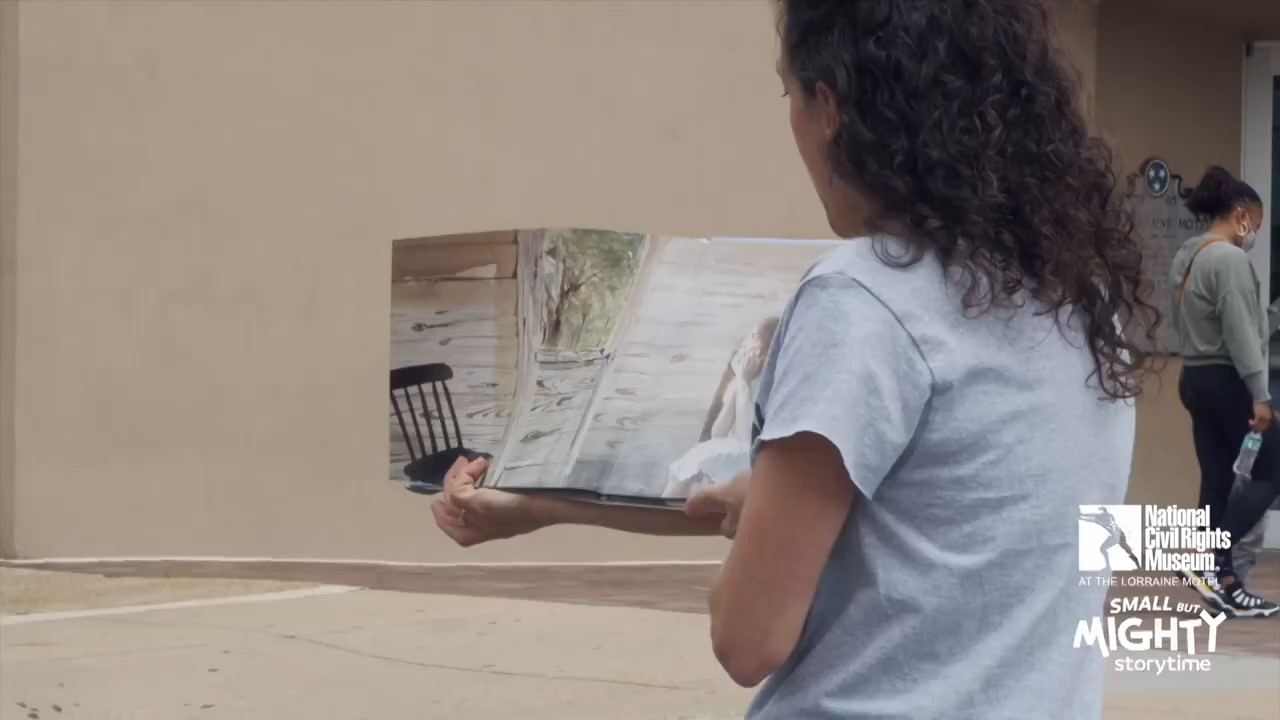 National
Civil Rights
Museum.
AT THE LORRAINE MOTEL
SMALL BUT
MIGHTY
storytime